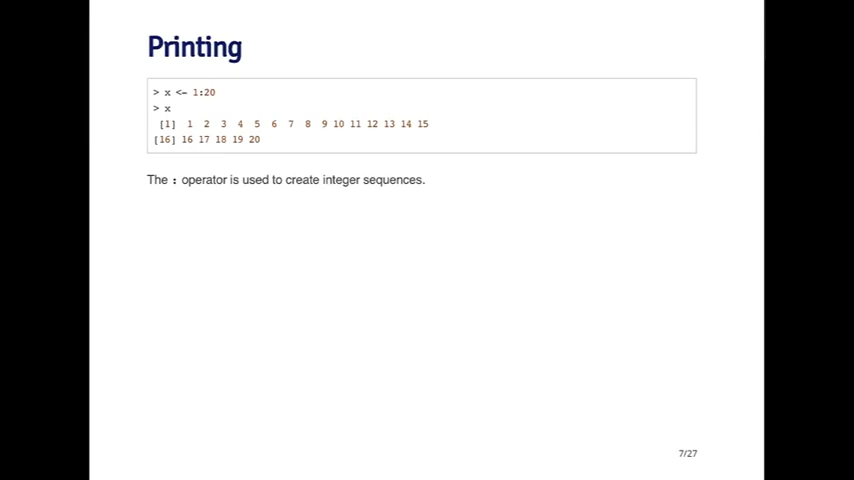 Printing
> x <- 1:20
> x
[1] 1 2 3 4 5 6 7 8 9 10 11 12 13 14 15
[16] 16 17 18 19 20
The : operator is used to create integer sequences.
7/27